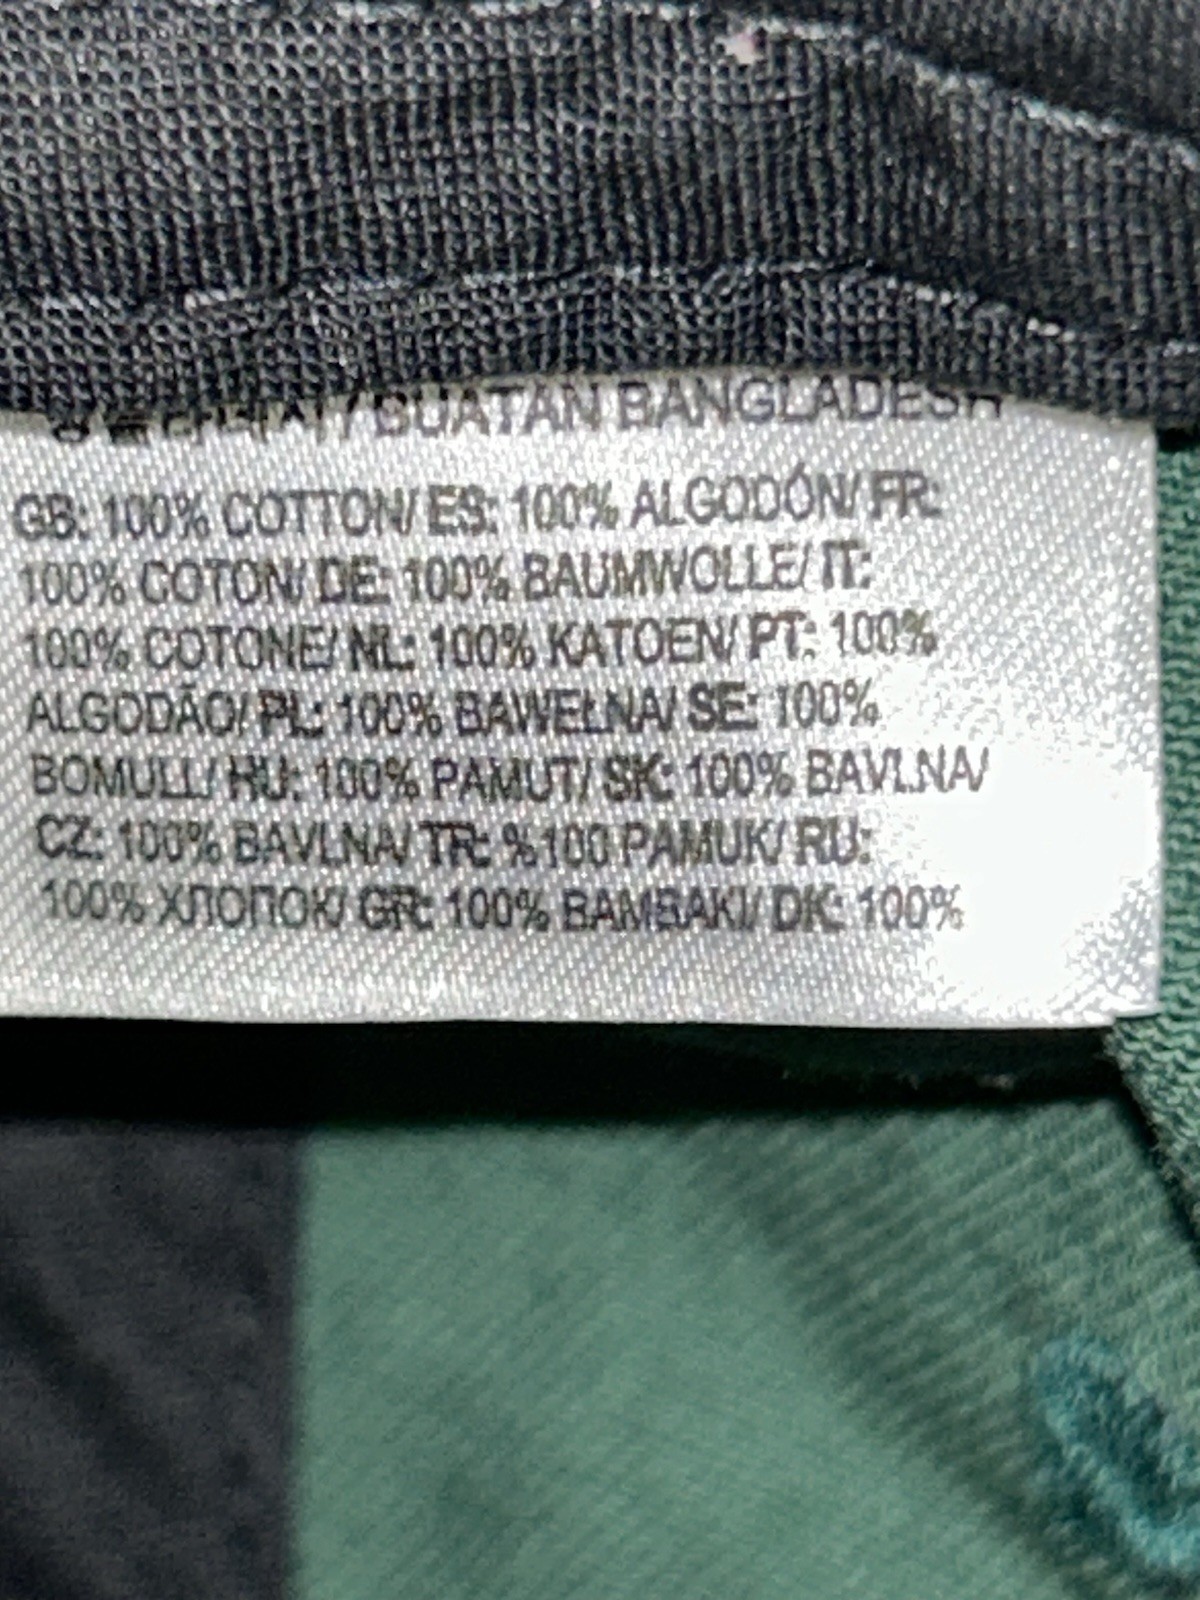 / BUATAN BANGLADESH
GB: 100% COTTON/ ES: 100% ALGODÓN/ FR:
100% COTON/ DE: 100% BAUMWOLLE/ IT:
100% COTONE/ NL: 100% KATOEN/ PT: 100%
ALGODÃO/ PL: 100% BAWEŁNA/ SE: 100%
BOMULL/ HU: 100% PAMUT/ SK: 100% BAVLNA/
CZ: 100% BAVLNA/ TR: %100 PAMUK/ RU:
100% ХЛОПОК/ GR: 100% BAMBAKI/ DK: 100%